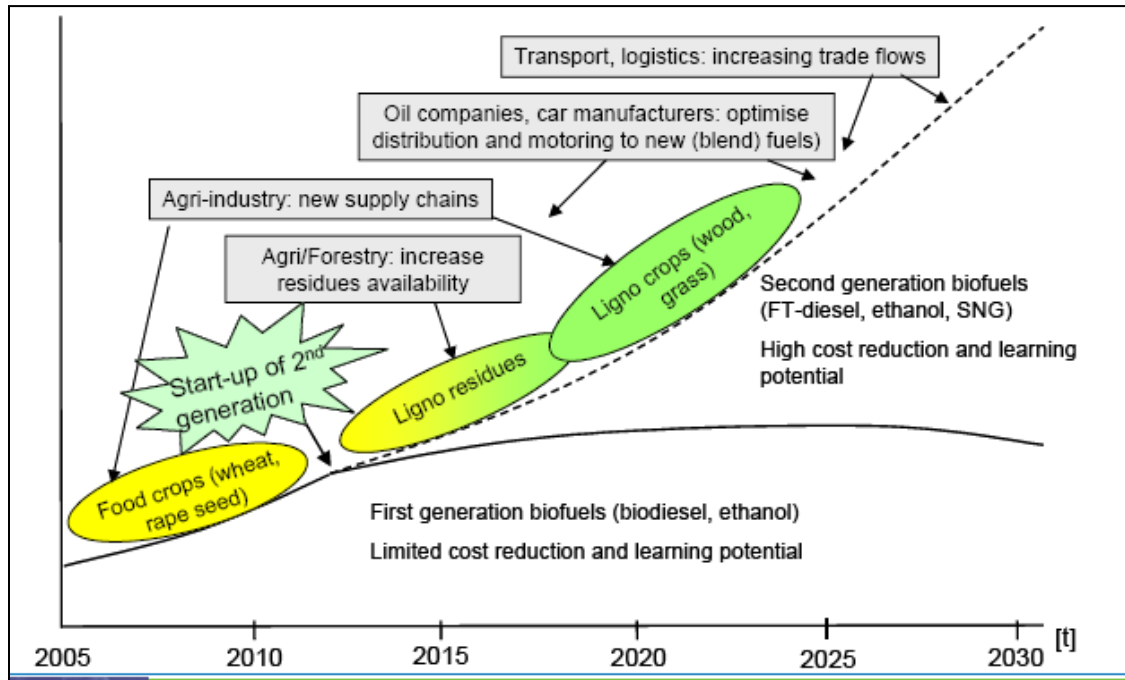 Transport, logistics: increasing trade flows
Oil companies, car manufacturers: optimise
distribution and motoring to new (blend) fuels)
Agri-industry: new supply chains
Agri/Forestry: increase
residues availability
Start-up of 2nd
generation
Food crops (wheat,
rape seed)
Ligno residues
Ligno crops (wood,
grass)
Second generation biofuels
(FT-diesel, ethanol, SNG)
High cost reduction and learning
potential
First generation biofuels (biodiesel, ethanol)
Limited cost reduction and learning potential
2005 2010 2015 2020 2025 2030 [t]